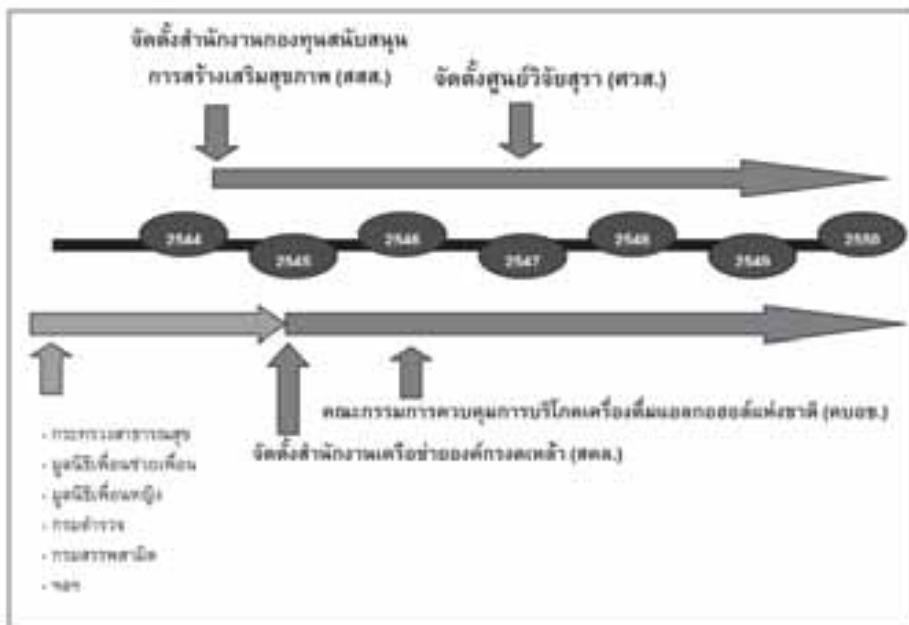 จัดตั้งสำนักงานกองทุนสนับสนุน
การสร้างเสริมสุขภาพ (สสส.)
จัดตั้งศูนย์วิจัยสุรา (ศวส.)
2544
2545
2546
2547
2548
2549
2550
คณะกรรมการควบคุมการบริโภคเครื่องดื่มแอลกอฮอล์แห่งชาติ (คบอช.)
จัดตั้งสำนักงานเครือข่ายองค์กรงดเหล้า (สคล.)
- กระทรวงสาธารณสุข
- มูลนิธิเพื่อนช่วยเพื่อน
- มูลนิธิเพื่อนหญิง
- กรมตำรวจ
- กรมสรรพสามิต
- ฯลฯ